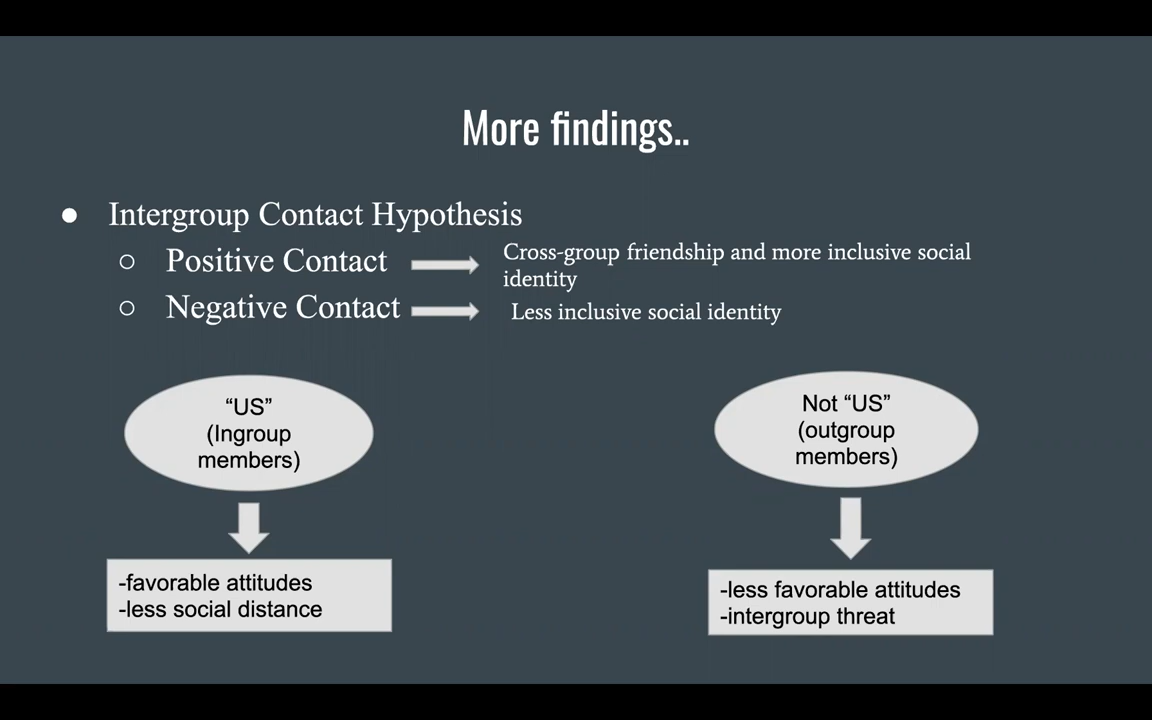 More findings..
● Intergroup Contact Hypothesis
○ Positive Contact
Cross-group friendship and more inclusive social
identity
○ Negative Contact
Less inclusive social identity
“US”
(Ingroup
members)
-favorable attitudes
-less social distance
Not “US”
(outgroup
members)
-less favorable attitudes
-intergroup threat